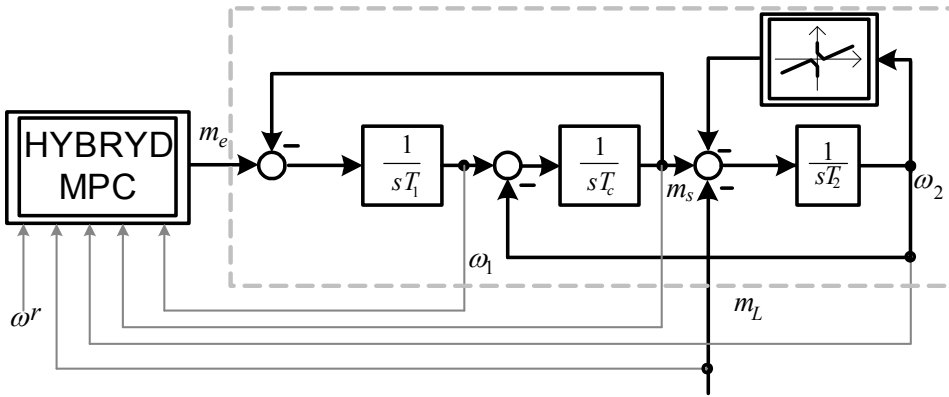 HYBRYD
MPC
m_e
1
sT_1
1
sT_c
m_s
1
sT_2
ω_2
ω_1
ω^r
m_L